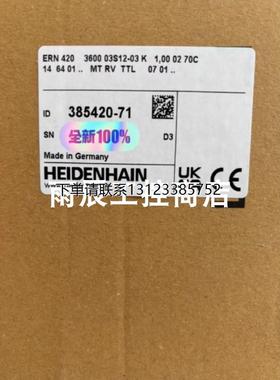 ERN 420 3600 03S12-03 K 1,00 02 70C
14 64 01 .. MT RV TTL 07 01 ..
ID 385420-71
SN 全新100% D3
Made in Germany
HEIDENHAIN
UK CE
下单请联系13123385752
雨辰工控商店